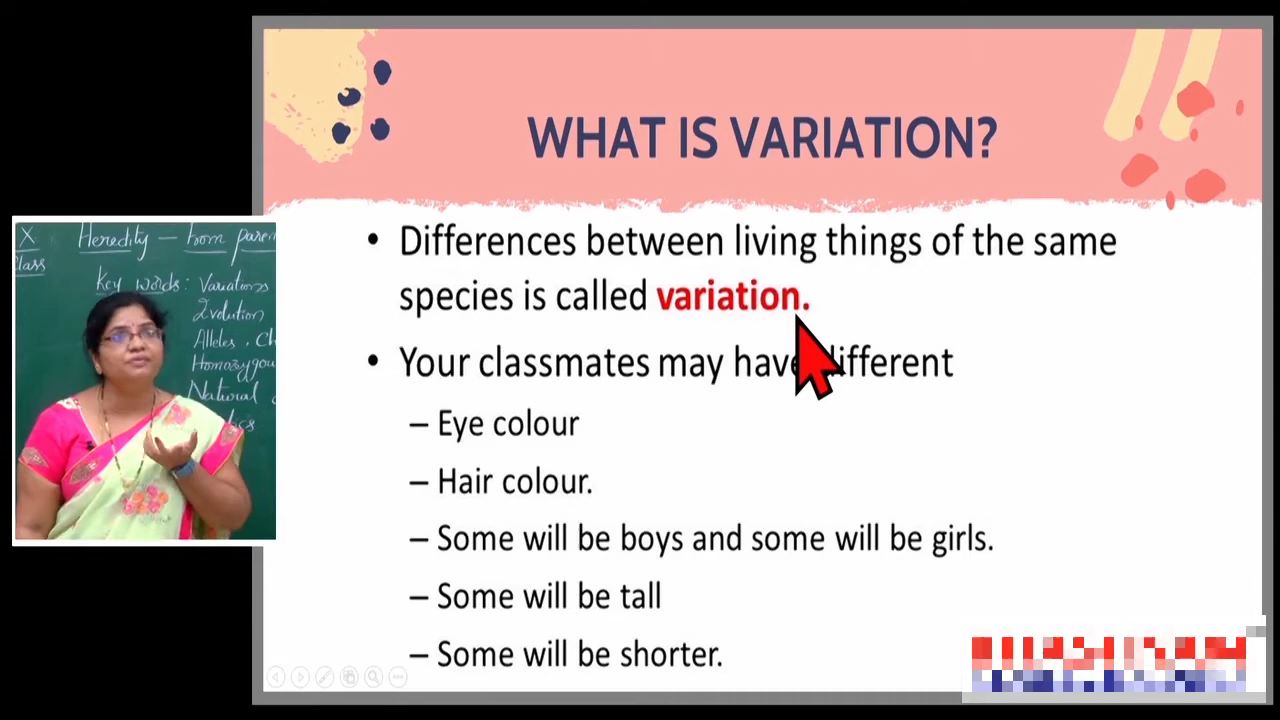 WHAT IS VARIATION?
• Differences between living things of the same
species is called variation.
• Your classmates may have different
– Eye colour
– Hair colour.
– Some will be boys and some will be girls.
– Some will be tall
– Some will be shorter.
X
Class
Heredity – from paren
Key words: Variations
Evolution
Alleles, Ch
Homozygou
Natural